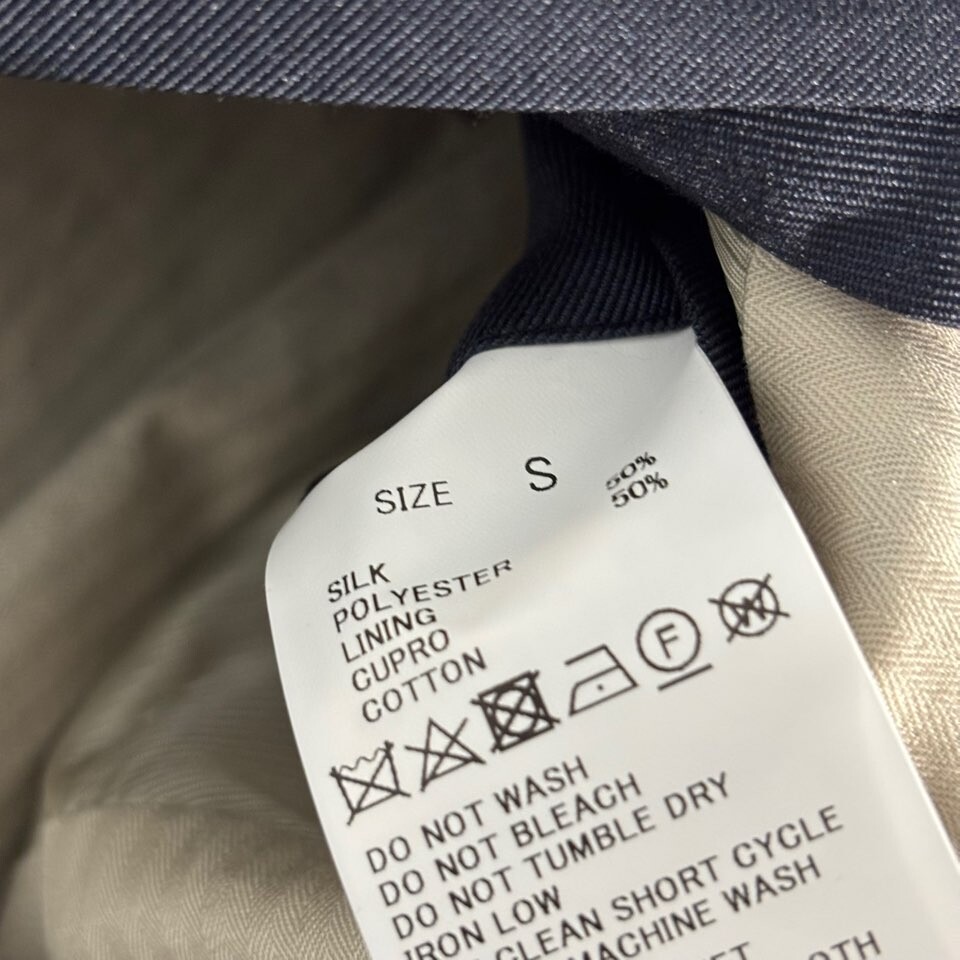 SIZE S 50%
50%
SILK
POLYESTER
LINING
CUPRO
COTTON
F W
DO NOT WASH
DO NOT BLEACH
DO NOT TUMBLE DRY
IRON LOW
CLEAN SHORT CYCLE
MACHINE WASH